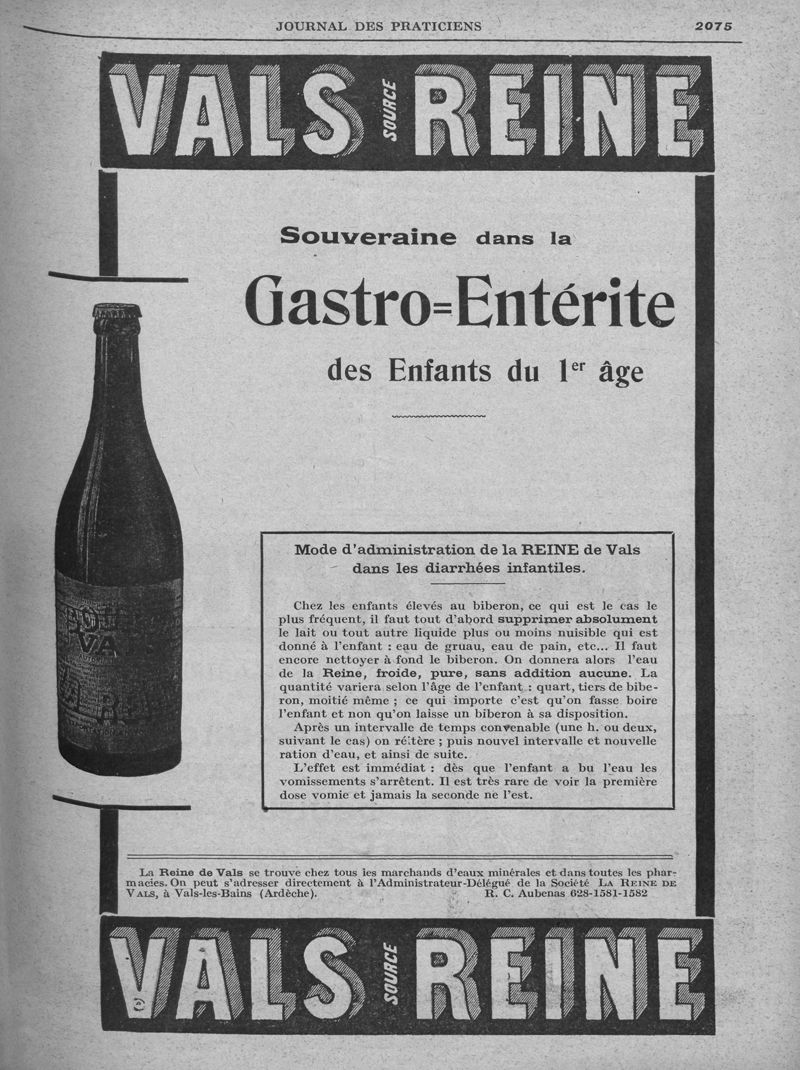 JOURNAL DES PRATICIENS 2075
VALS SOURCE REINE
Souveraine dans la
Gastro=Entérite
des Enfants du 1er âge
VALS
LA REINE
Mode d'administration de la REINE de Vals
dans les diarrhées infantiles.
Chez les enfants élevés au biberon, ce qui est le cas le
plus fréquent, il faut tout d'abord supprimer absolument
le lait ou tout autre liquide plus ou moins nuisible qui est
donné à l'enfant : eau de gruau, eau de pain, etc... Il faut
encore nettoyer à fond le biberon. On donnera alors l'eau
de la Reine, froide, pure, sans addition aucune. La
quantité variera selon l'âge de l'enfant : quart, tiers de bibe-
ron, moitié même ; ce qui importe c'est qu'on fasse boire
l'enfant et non qu'on laisse un biberon à sa disposition.
Après un intervalle de temps convenable (une h. ou deux,
suivant le cas) on réitère ; puis nouvel intervalle et nouvelle
ration d'eau, et ainsi de suite.
L'effet est immédiat : dès que l'enfant a bu l'eau les
vomissements s'arrêtent. Il est très rare de voir la première
dose vomie et jamais la seconde ne l'est.
La Reine de Vals se trouve chez tous les marchands d'eaux minérales et dans toutes les phar-
macies. On peut s'adresser directement à l'Administrateur-Délégué de la Société LA REINE DE
VALS, à Vals-les-Bains (Ardèche). R. C. Aubenas 628-1581-1582
VALS SOURCE REINE